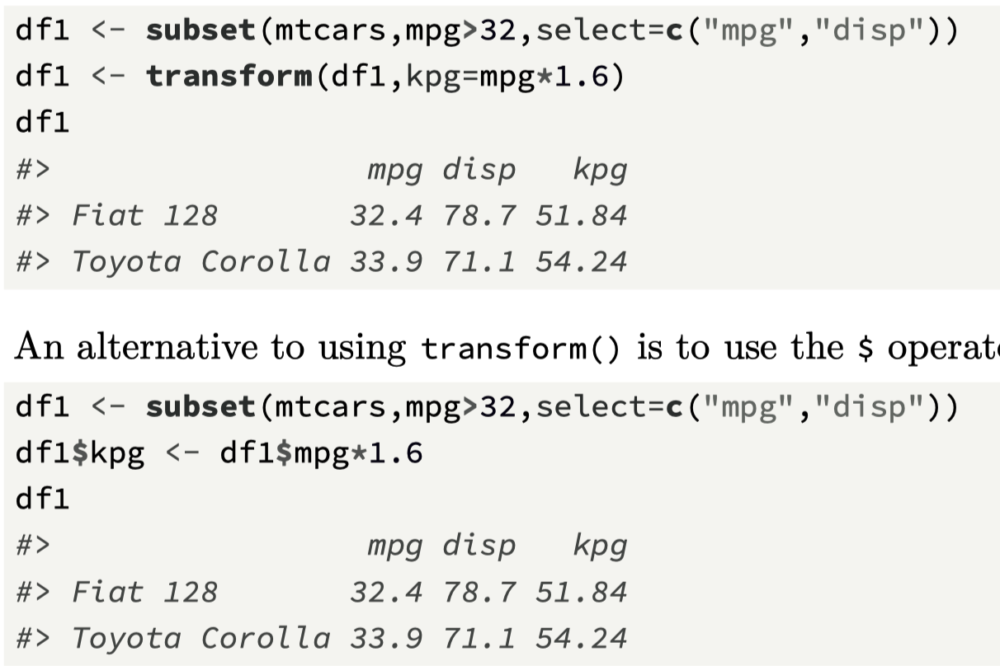 df1 <- subset(mtcars,mpg>32,select=c("mpg","disp"))
df1 <- transform(df1,kpg=mpg*1.6)
df1
#>                 mpg disp   kpg
#> Fiat 128       32.4 78.7 51.84
#> Toyota Corolla 33.9 71.1 54.24
An alternative to using transform() is to use the $
df1 <- subset(mtcars,mpg>32,select=c("mpg","disp"))
df1$kpg <- df1$mpg*1.6
df1
#>                 mpg disp   kpg
#> Fiat 128       32.4 78.7 51.84
#> Toyota Corolla 33.9 71.1 54.24